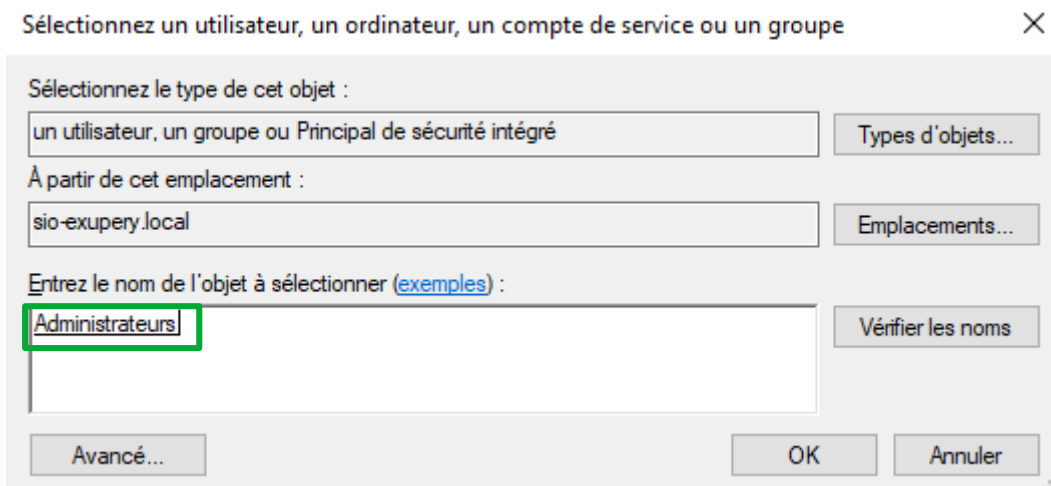 Sélectionnez un utilisateur, un ordinateur, un compte de service ou un groupe
Sélectionnez le type de cet objet :
un utilisateur, un groupe ou Principal de sécurité intégré
Types d'objets...
À partir de cet emplacement :
sio-exupery.local
Emplacements...
Entrez le nom de l'objet à sélectionner (exemples) :
Administrateurs
Vérifier les noms
Avancé...
OK
Annuler